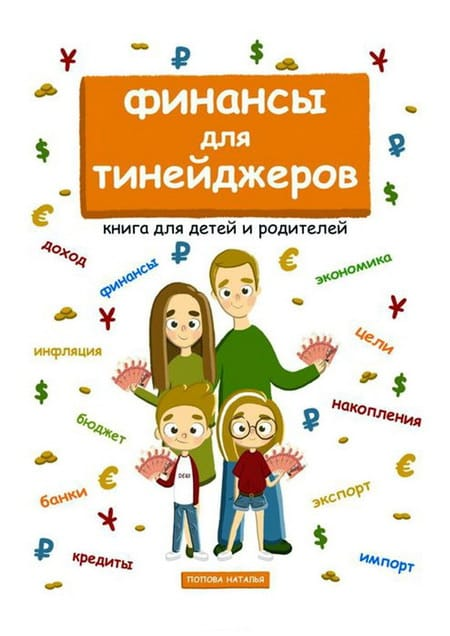 ФИНАНСЫ
ДЛЯ
ТИНЕЙДЖЕРОВ
книга для детей и родителей
доход
финансы
экономика
инфляция
цели
бюджет
накопления
банки
экспорт
кредиты
импорт
ПОПОВА НАТАЛЬЯ